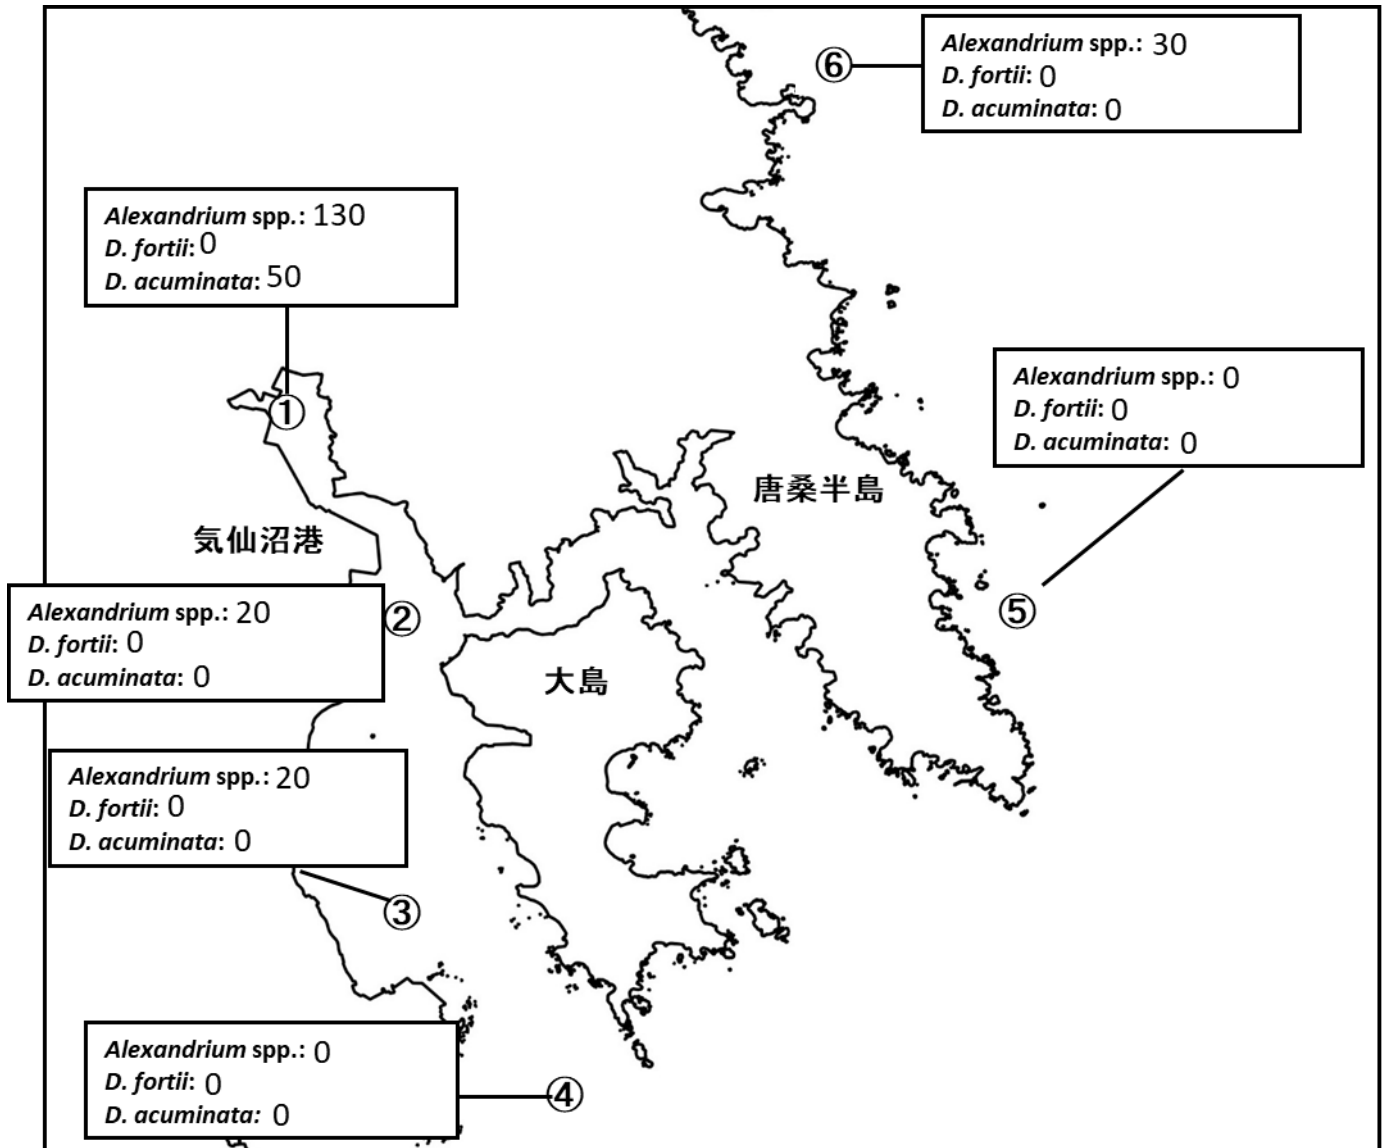 ⑥
Alexandrium spp.: 30
D. fortii: 0
D. acuminata: 0
Alexandrium spp.: 130
D. fortii: 0
D. acuminata: 50
①
Alexandrium spp.: 0
D. fortii: 0
D. acuminata: 0
唐桑半島
気仙沼港
⑤
Alexandrium spp.: 20
D. fortii: 0
D. acuminata: 0
②
大島
Alexandrium spp.: 20
D. fortii: 0
D. acuminata: 0
③
Alexandrium spp.: 0
D. fortii: 0
D. acuminata: 0
④